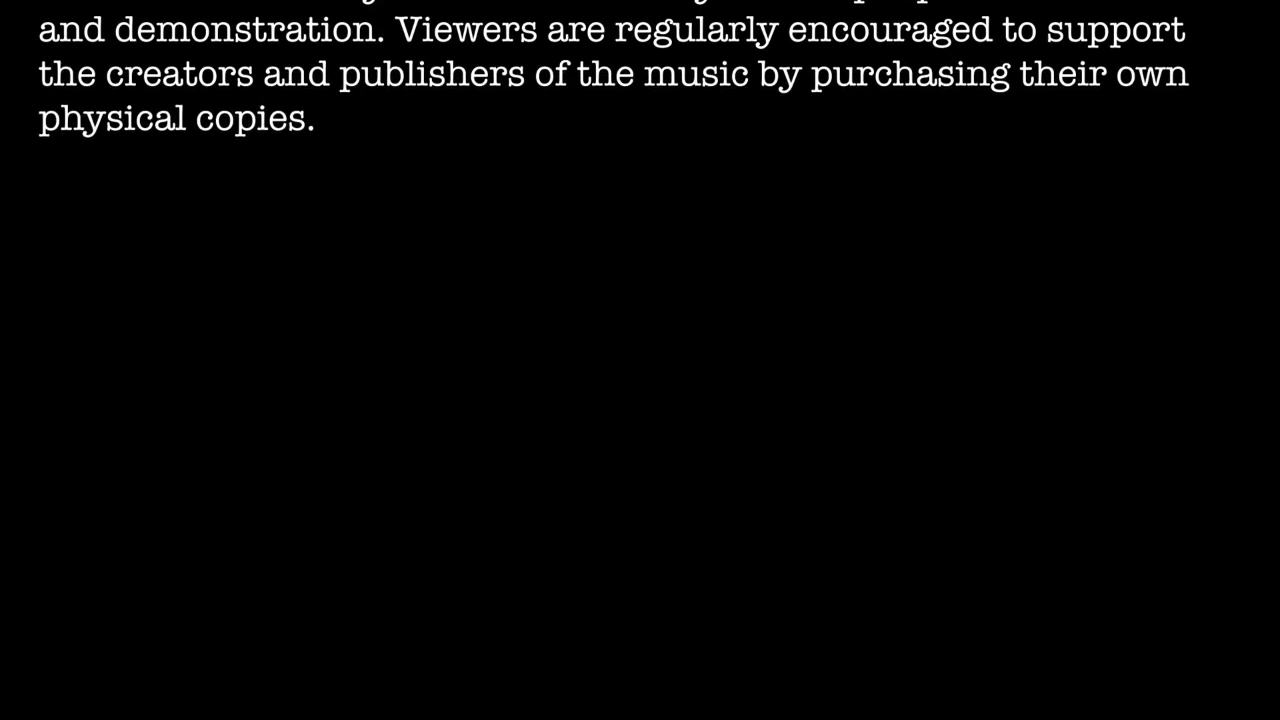 and demonstration. Viewers are regularly encouraged to support
the creators and publishers of the music by purchasing their own
physical copies.